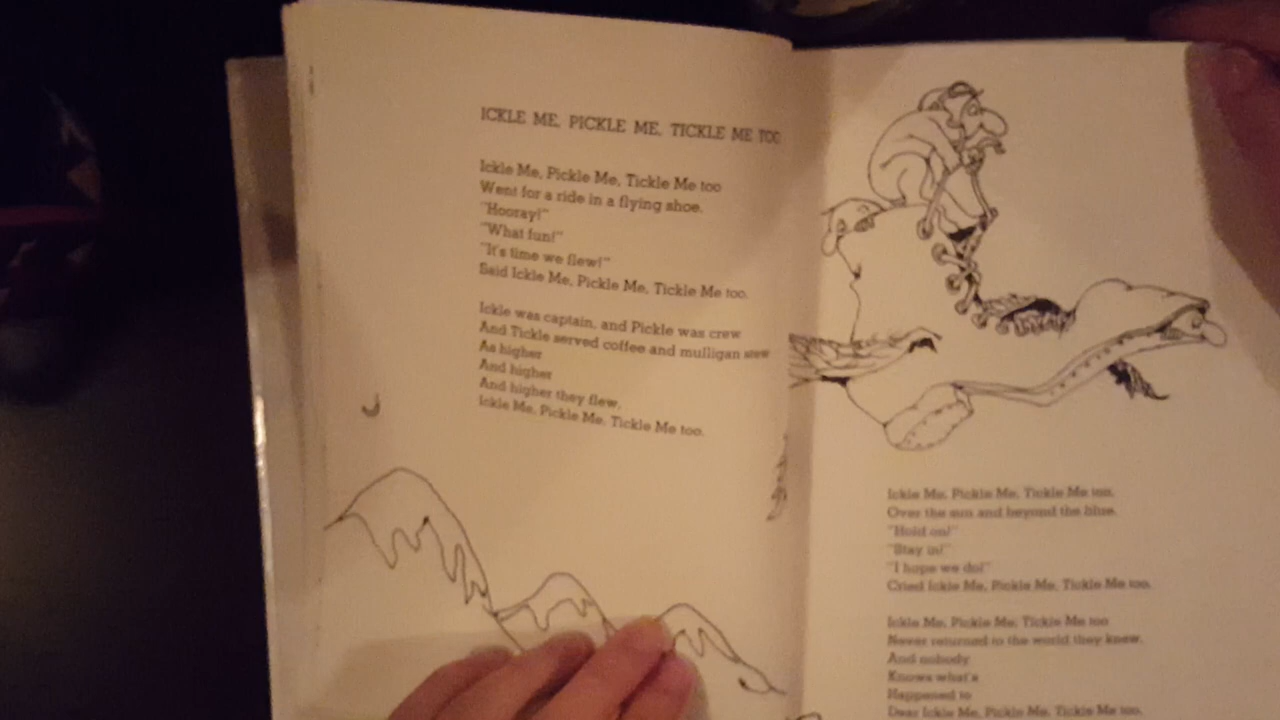 ICKLE ME, PICKLE ME, TICKLE ME TOO
Ickle Me, Pickle Me, Tickle Me too
Went for a ride in a flying shoe.
"Hooray!"
"What fun!"
"It's time we flew!"
Said Ickle Me, Pickle Me, Tickle Me too.
Ickle was captain, and Pickle was crew
And Tickle served coffee and mulligan stew
As higher
And higher
And higher they flew,
Ickle Me, Pickle Me, Tickle Me too.
Ickle Me, Pickle Me, Tickle Me too,
Over the sun and beyond the blue.
"Hold on!"
"Stay in!"
"I hope we do!"
Cried Ickle Me, Pickle Me, Tickle Me too.
Ickle Me, Pickle Me, Tickle Me too
Never returned to the world they knew,
And nobody
Knows what's
Happened to
Dear Ickle Me, Pickle Me, Tickle Me too.